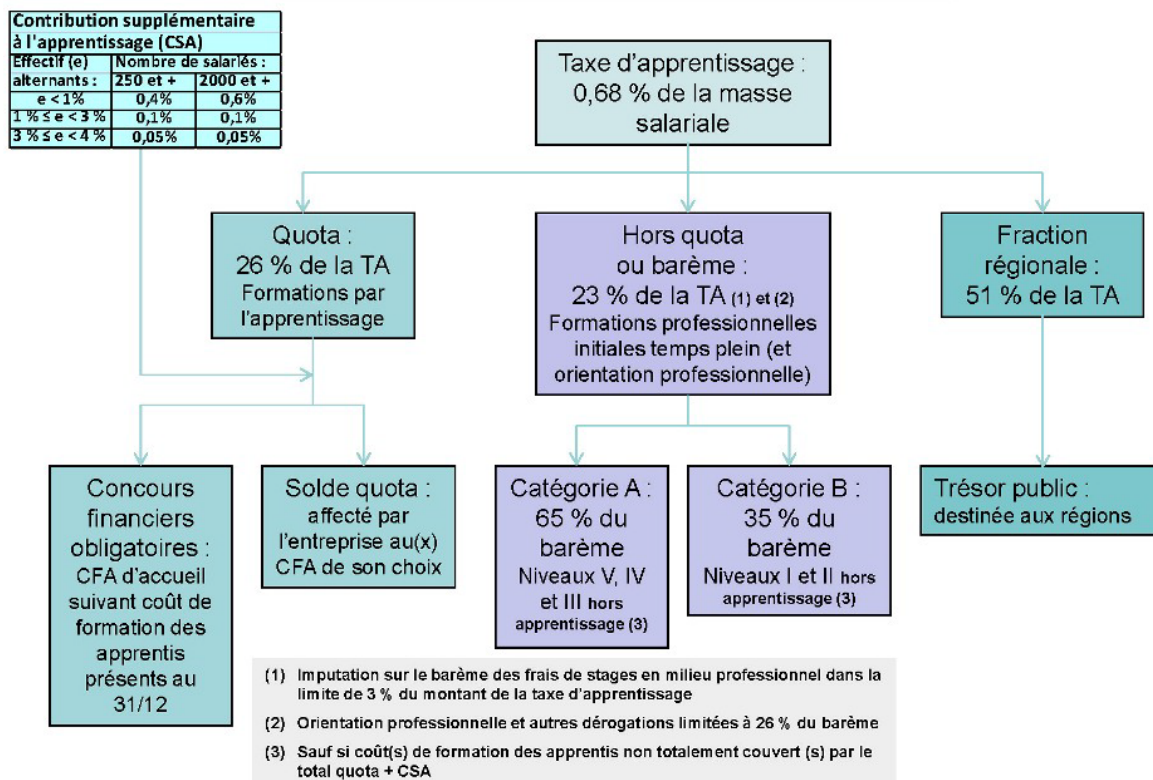 Contribution supplémentaire
à l'apprentissage (CSA)
Effectif (e) Nombre de salariés :
alternants : 250 et + 2000 et +
e < 1% 0,4% 0,6%
1 % ≤ e < 3 % 0,1% 0,1%
3 % ≤ e < 4 % 0,05% 0,05%
Taxe d'apprentissage :
0,68 % de la masse
salariale
Quota :
26 % de la TA
Formations par
l'apprentissage
Hors quota
ou barème :
23 % de la TA (1) et (2)
Formations professionnelles
initiales temps plein (et
orientation professionnelle)
Fraction
régionale :
51 % de la TA
Concours
financiers
obligatoires :
CFA d'accueil
suivant coût de
formation des
apprentis
présents au
31/12
Solde quota :
affecté par
l'entreprise au(x)
CFA de son choix
Catégorie A :
65 % du
barème
Niveaux V, IV
et III hors
apprentissage (3)
Catégorie B :
35 % du
barème
Niveaux I et II hors
apprentissage (3)
Trésor public :
destinée aux régions
(1) Imputation sur le barème des frais de stages en milieu professionnel dans la
limite de 3 % du montant de la taxe d'apprentissage
(2) Orientation professionnelle et autres dérogations limitées à 26 % du barème
(3) Sauf si coût(s) de formation des apprentis non totalement couvert (s) par le
total quota + CSA